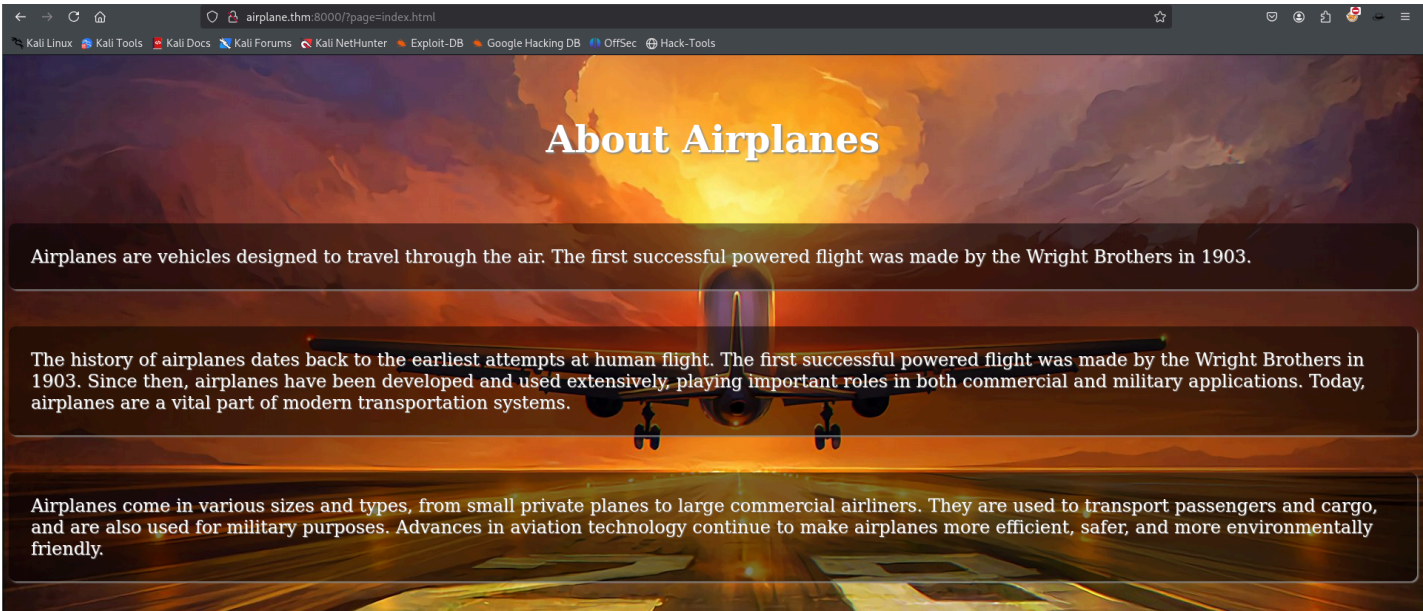 airplane.thm:8000/?page=index.html
Kali Linux Kali Tools Kali Docs Kali Forums Kali NetHunter Exploit-DB Google Hacking DB OffSec Hack-Tools
About Airplanes
Airplanes are vehicles designed to travel through the air. The first successful powered flight was made by the Wright Brothers in 1903.
The history of airplanes dates back to the earliest attempts at human flight. The first successful powered flight was made by the Wright Brothers in
1903. Since then, airplanes have been developed and used extensively, playing important roles in both commercial and military applications. Today,
airplanes are a vital part of modern transportation systems.
Airplanes come in various sizes and types, from small private planes to large commercial airliners. They are used to transport passengers and cargo,
and are also used for military purposes. Advances in aviation technology continue to make airplanes more efficient, safer, and more environmentally
friendly.